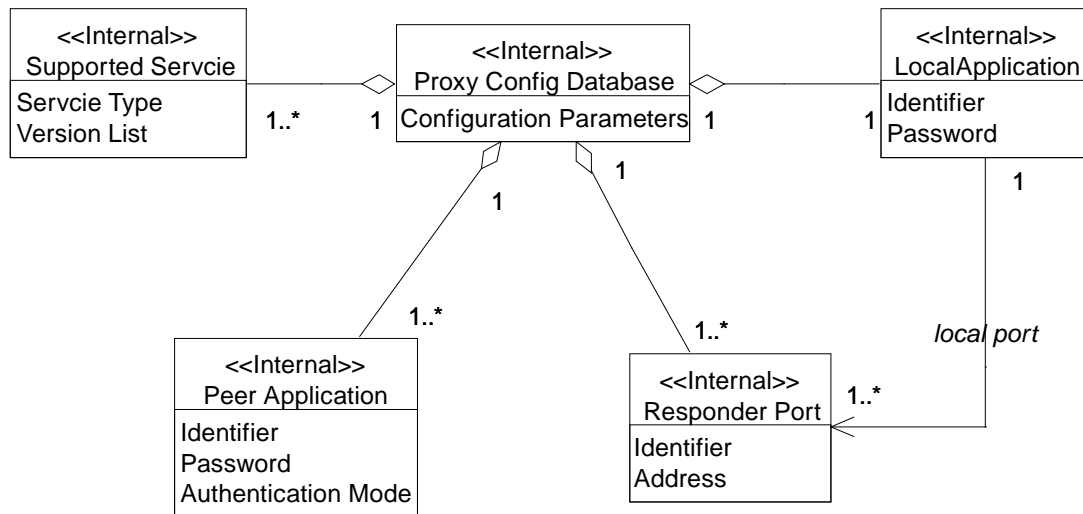 <<Internal>>
Supported Servcie
Servcie Type
Version List
1..*
1
<<Internal>>
Proxy Config Database
Configuration Parameters
1
1
1
1
<<Internal>>
LocalApplication
Identifier
Password
1
1..*
1..*
local port
1..*
<<Internal>>
Peer Application
Identifier
Password
Authentication Mode
<<Internal>>
Responder Port
Identifier
Address